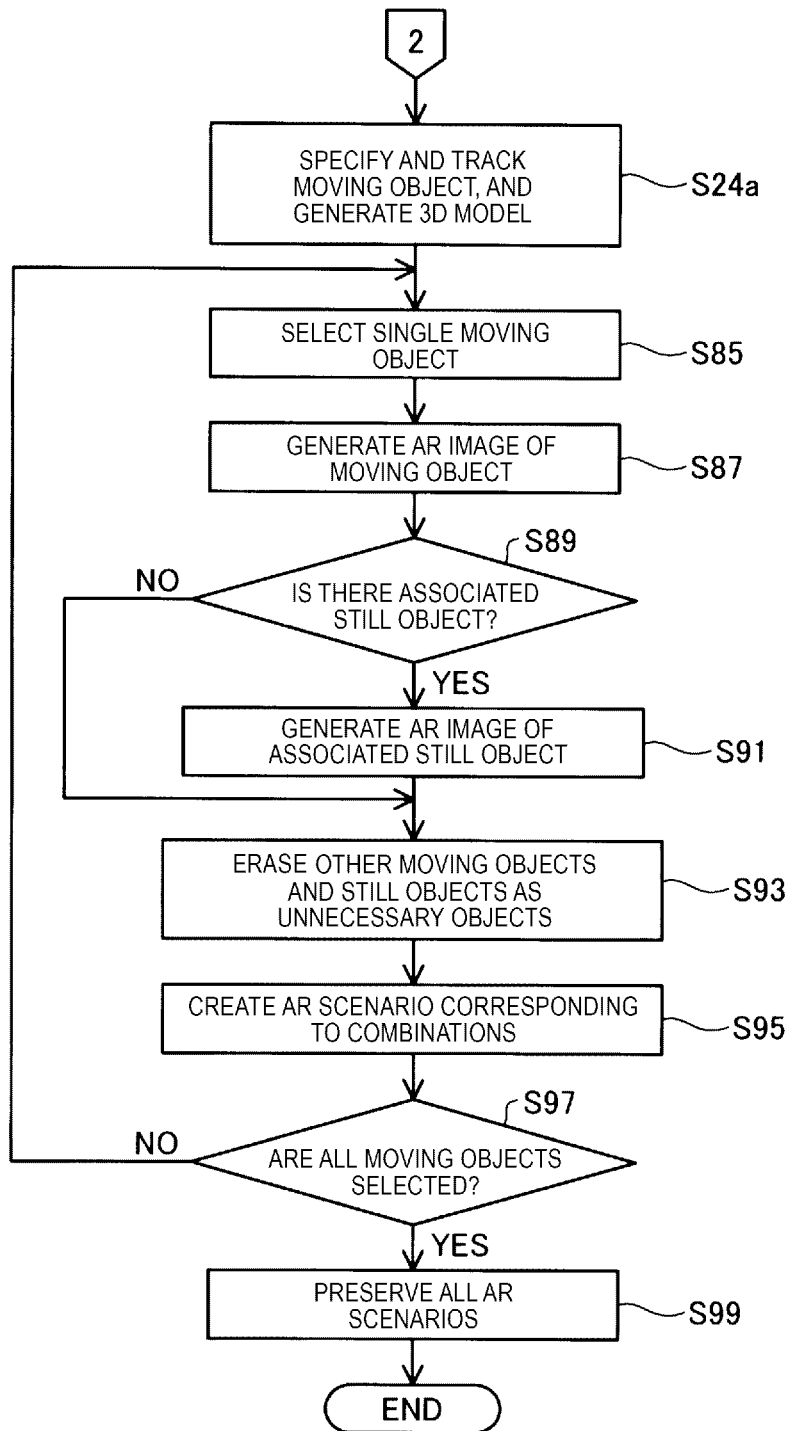 2
SPECIFY AND TRACK
MOVING OBJECT, AND
GENERATE 3D MODEL
S24a
SELECT SINGLE MOVING
OBJECT
S85
GENERATE AR IMAGE OF
MOVING OBJECT
S87
S89
NO
IS THERE ASSOCIATED
STILL OBJECT?
YES
GENERATE AR IMAGE OF
ASSOCIATED STILL OBJECT
S91
ERASE OTHER MOVING OBJECTS
AND STILL OBJECTS AS
UNNECESSARY OBJECTS
S93
CREATE AR SCENARIO CORRESPONDING
TO COMBINATIONS
S95
S97
NO
ARE ALL MOVING OBJECTS
SELECTED?
YES
PRESERVE ALL AR
SCENARIOS
S99
END